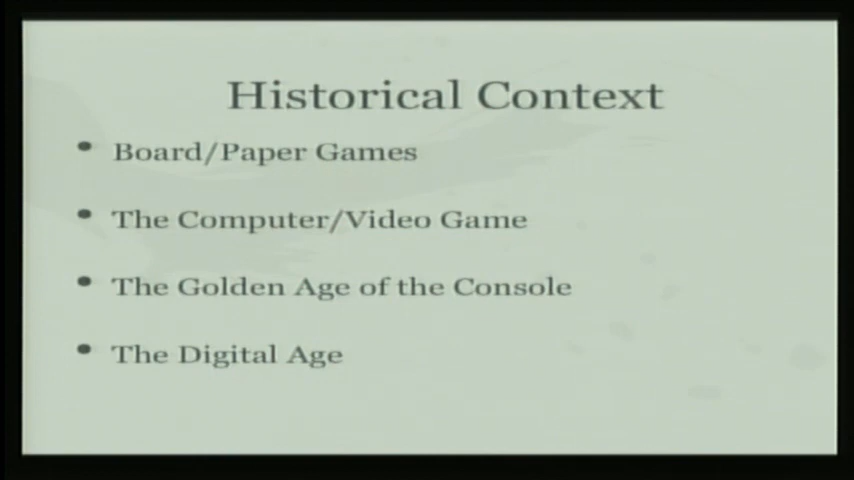 Historical Context
• Board/Paper Games
• The Computer/Video Game
• The Golden Age of the Console
• The Digital Age